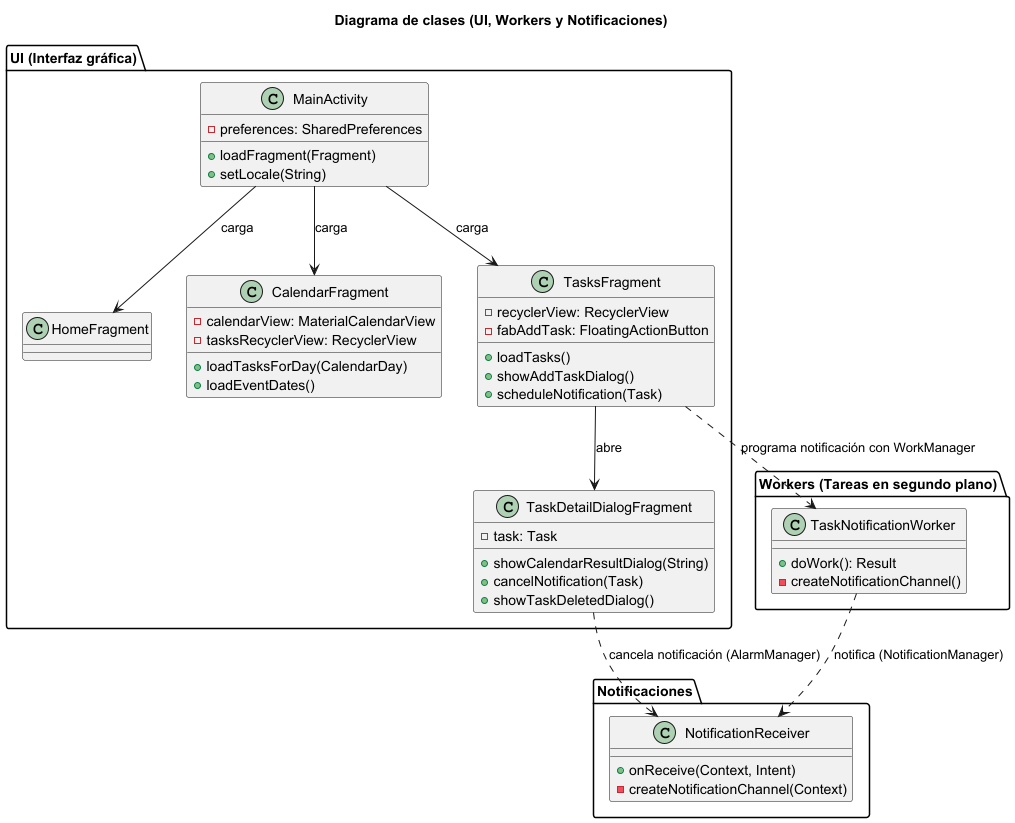 Diagrama de clases (UI, Workers y Notificaciones)
UI (Interfaz gráfica)
C MainActivity
preferences: SharedPreferences
loadFragment(Fragment)
setLocale(String)
carga
carga
carga
C HomeFragment
C CalendarFragment
calendarView: MaterialCalendarView
tasksRecyclerView: RecyclerView
loadTasksForDay(CalendarDay)
loadEventDates()
C TasksFragment
recyclerView: RecyclerView
fabAddTask: FloatingActionButton
loadTasks()
showAddTaskDialog()
scheduleNotification(Task)
abre
programa notificación con WorkManager
C TaskDetailDialogFragment
task: Task
showCalendarResultDialog(String)
cancelNotification(Task)
showTaskDeletedDialog()
Workers (Tareas en segundo plano)
C TaskNotificationWorker
doWork(): Result
createNotificationChannel()
cancela notificación (AlarmManager)
notifica (NotificationManager)
Notificaciones
C NotificationReceiver
onReceive(Context, Intent)
createNotificationChannel(Context)